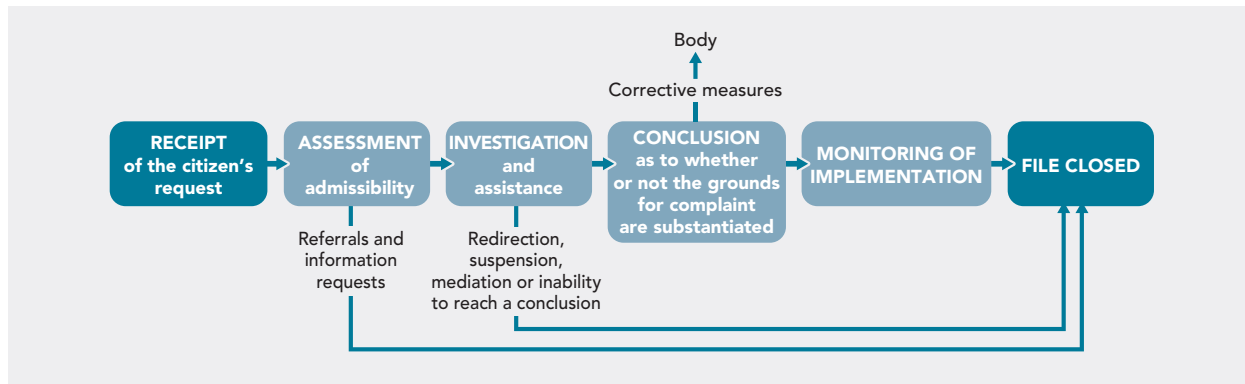 Body
Corrective measures
RECEIPT
of the citizen's
request
ASSESSMENT
of
admissibility
INVESTIGATION
and
assistance
CONCLUSION
as to whether
or not the grounds
for complaint
are substantiated
MONITORING OF
IMPLEMENTATION
FILE CLOSED
Referrals and
information
requests
Redirection,
suspension,
mediation or inability
to reach a conclusion